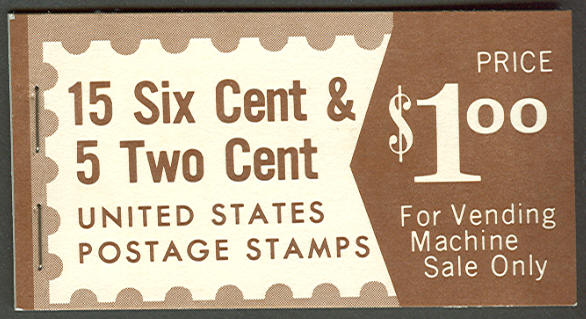 15 Six Cent &
5 Two Cent
UNITED STATES
POSTAGE STAMPS
PRICE
$1.00
For Vending
Machine
Sale Only